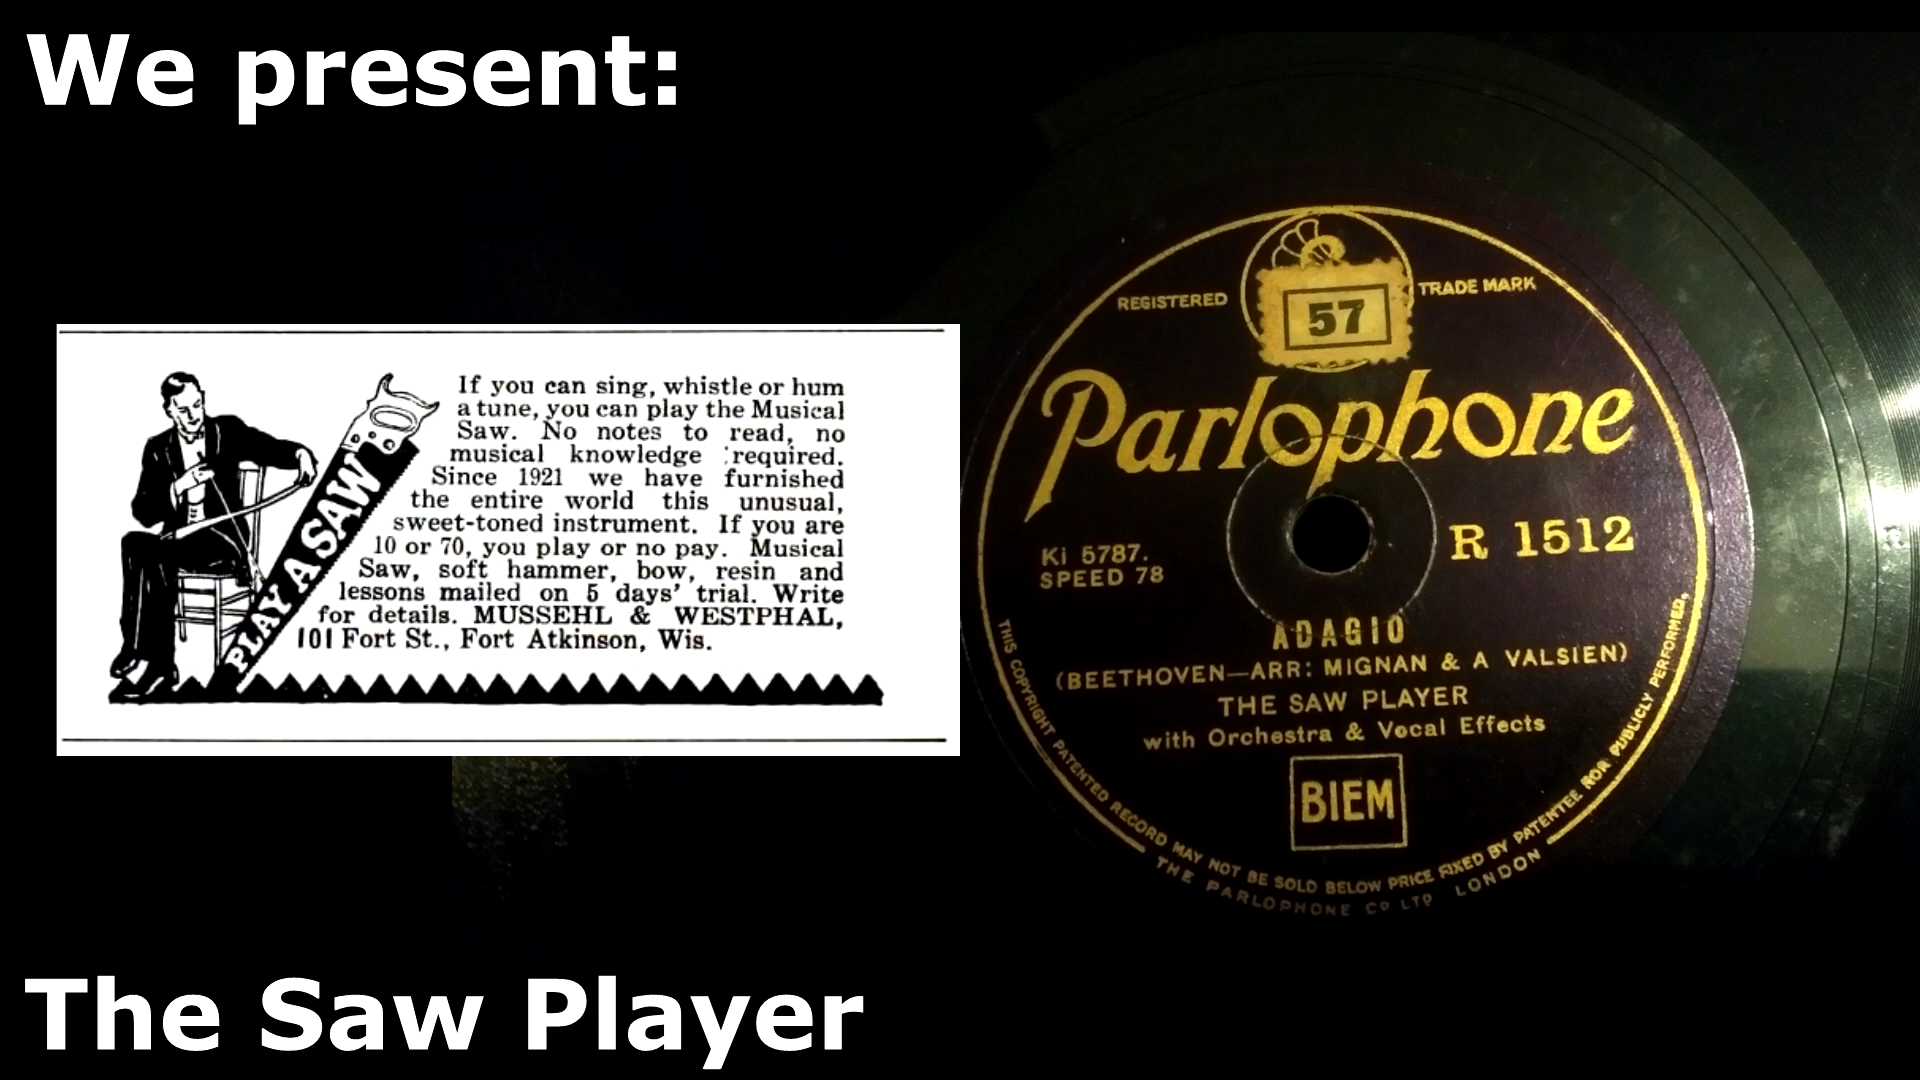 We present:
If you can sing, whistle or hum
a tune, you can play the Musical
Saw. No notes to read, no
musical knowledge required.
Since 1921 we have furnished
the entire world this unusual,
sweet-toned instrument. If you are
10 or 70, you play or no pay. Musical
Saw, soft hammer, bow, resin and
lessons mailed on 5 days' trial. Write
for details. MUSSEHL & WESTPHAL,
101 Fort St., Fort Atkinson, Wis.
PLAY A SAW
REGISTERED
57
TRADE MARK
Parlophone
Ki 5787.
SPEED 78
R 1512
ADAGIO
(BEETHOVEN—ARR: MIGNAN & A VALSIEN)
THE SAW PLAYER
with Orchestra & Vocal Effects
BIEM
THIS COPYRIGHT PATENTED RECORD MAY NOT BE SOLD BELOW PRICE FIXED BY PATENTEE NOR PUBLICLY PERFORMED.
THE PARLOPHONE CO LTD LONDON
The Saw Player